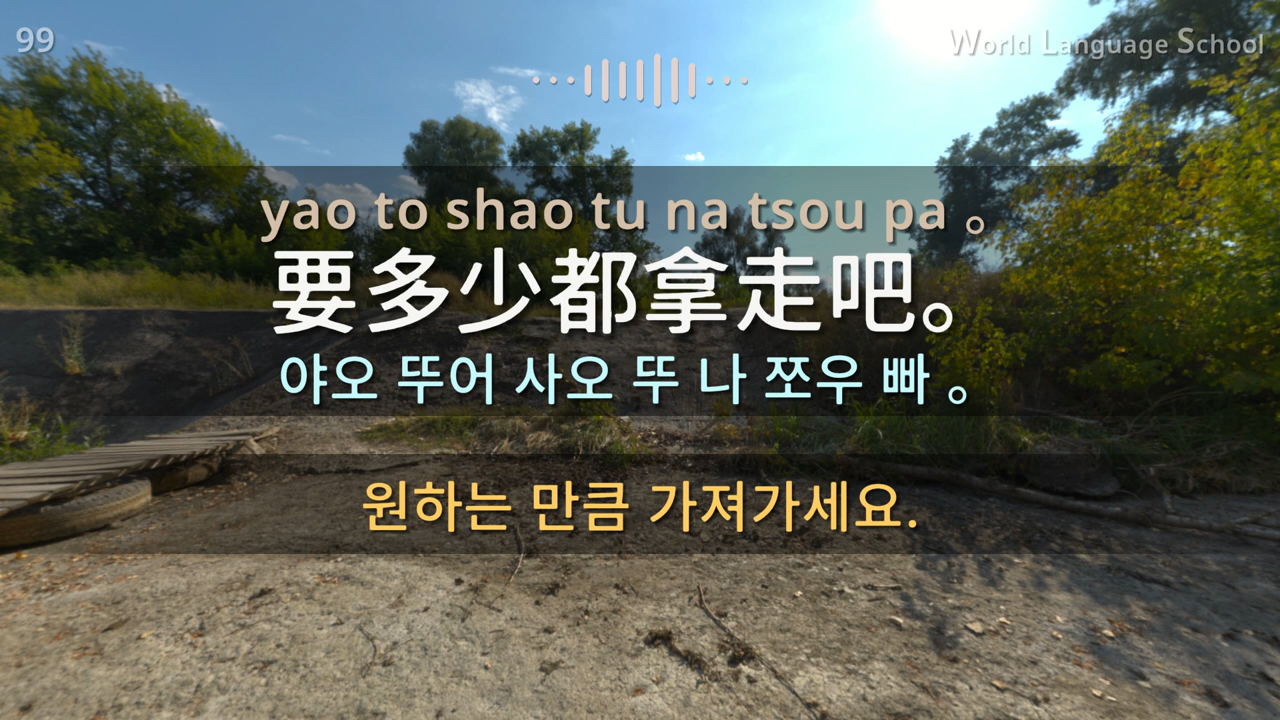 99
World Language School
yao to shao tu na tsou pa 。
要多少都拿走吧。
야오 뚜어 사오 뚜 나 쪼우 빠 。
원하는 만큼 가져가세요.